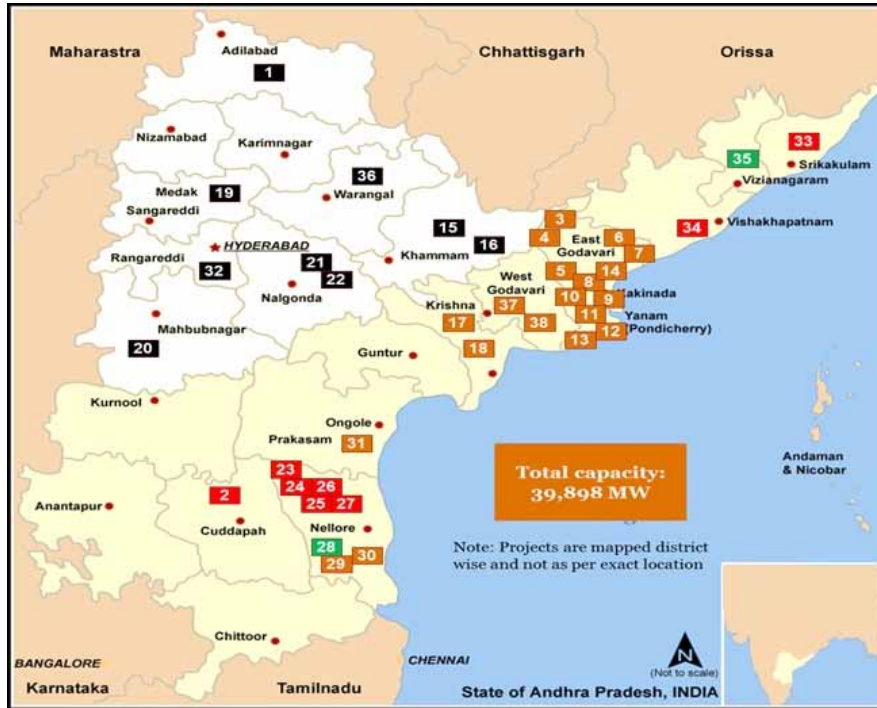 Maharastra
Chhattisgarh
Orissa
Adilabad
1
Nizamabad
Karimnagar
33
35
Srikakulam
Medak
19
36
Vizianagaram
Sangareddi
Warangal
3
15
34
Vishakhapatnam
4
East
Godavari
6
Rangareddi
HYDERABAD
16
7
Khammam
32
21
22
5
14
8
West
Godavari
Nalgonda
10
9
Kakinada
Krishna
37
Mahbubnagar
17
38
11
Yanam
(Pondicherry)
12
13
20
18
Guntur
Kurnool
Ongole
Prakasam
31
Andaman
& Nicobar
Total capacity:
39,898 MW
23
24
26
2
25
27
Anantapur
Cuddapah
Nellore
28
30
29
Note: Projects are mapped district
wise and not as per exact location
Chittoor
BANGALORE
CHENNAI
N
(Not to scale)
Karnataka
Tamilnadu
State of Andhra Pradesh, INDIA